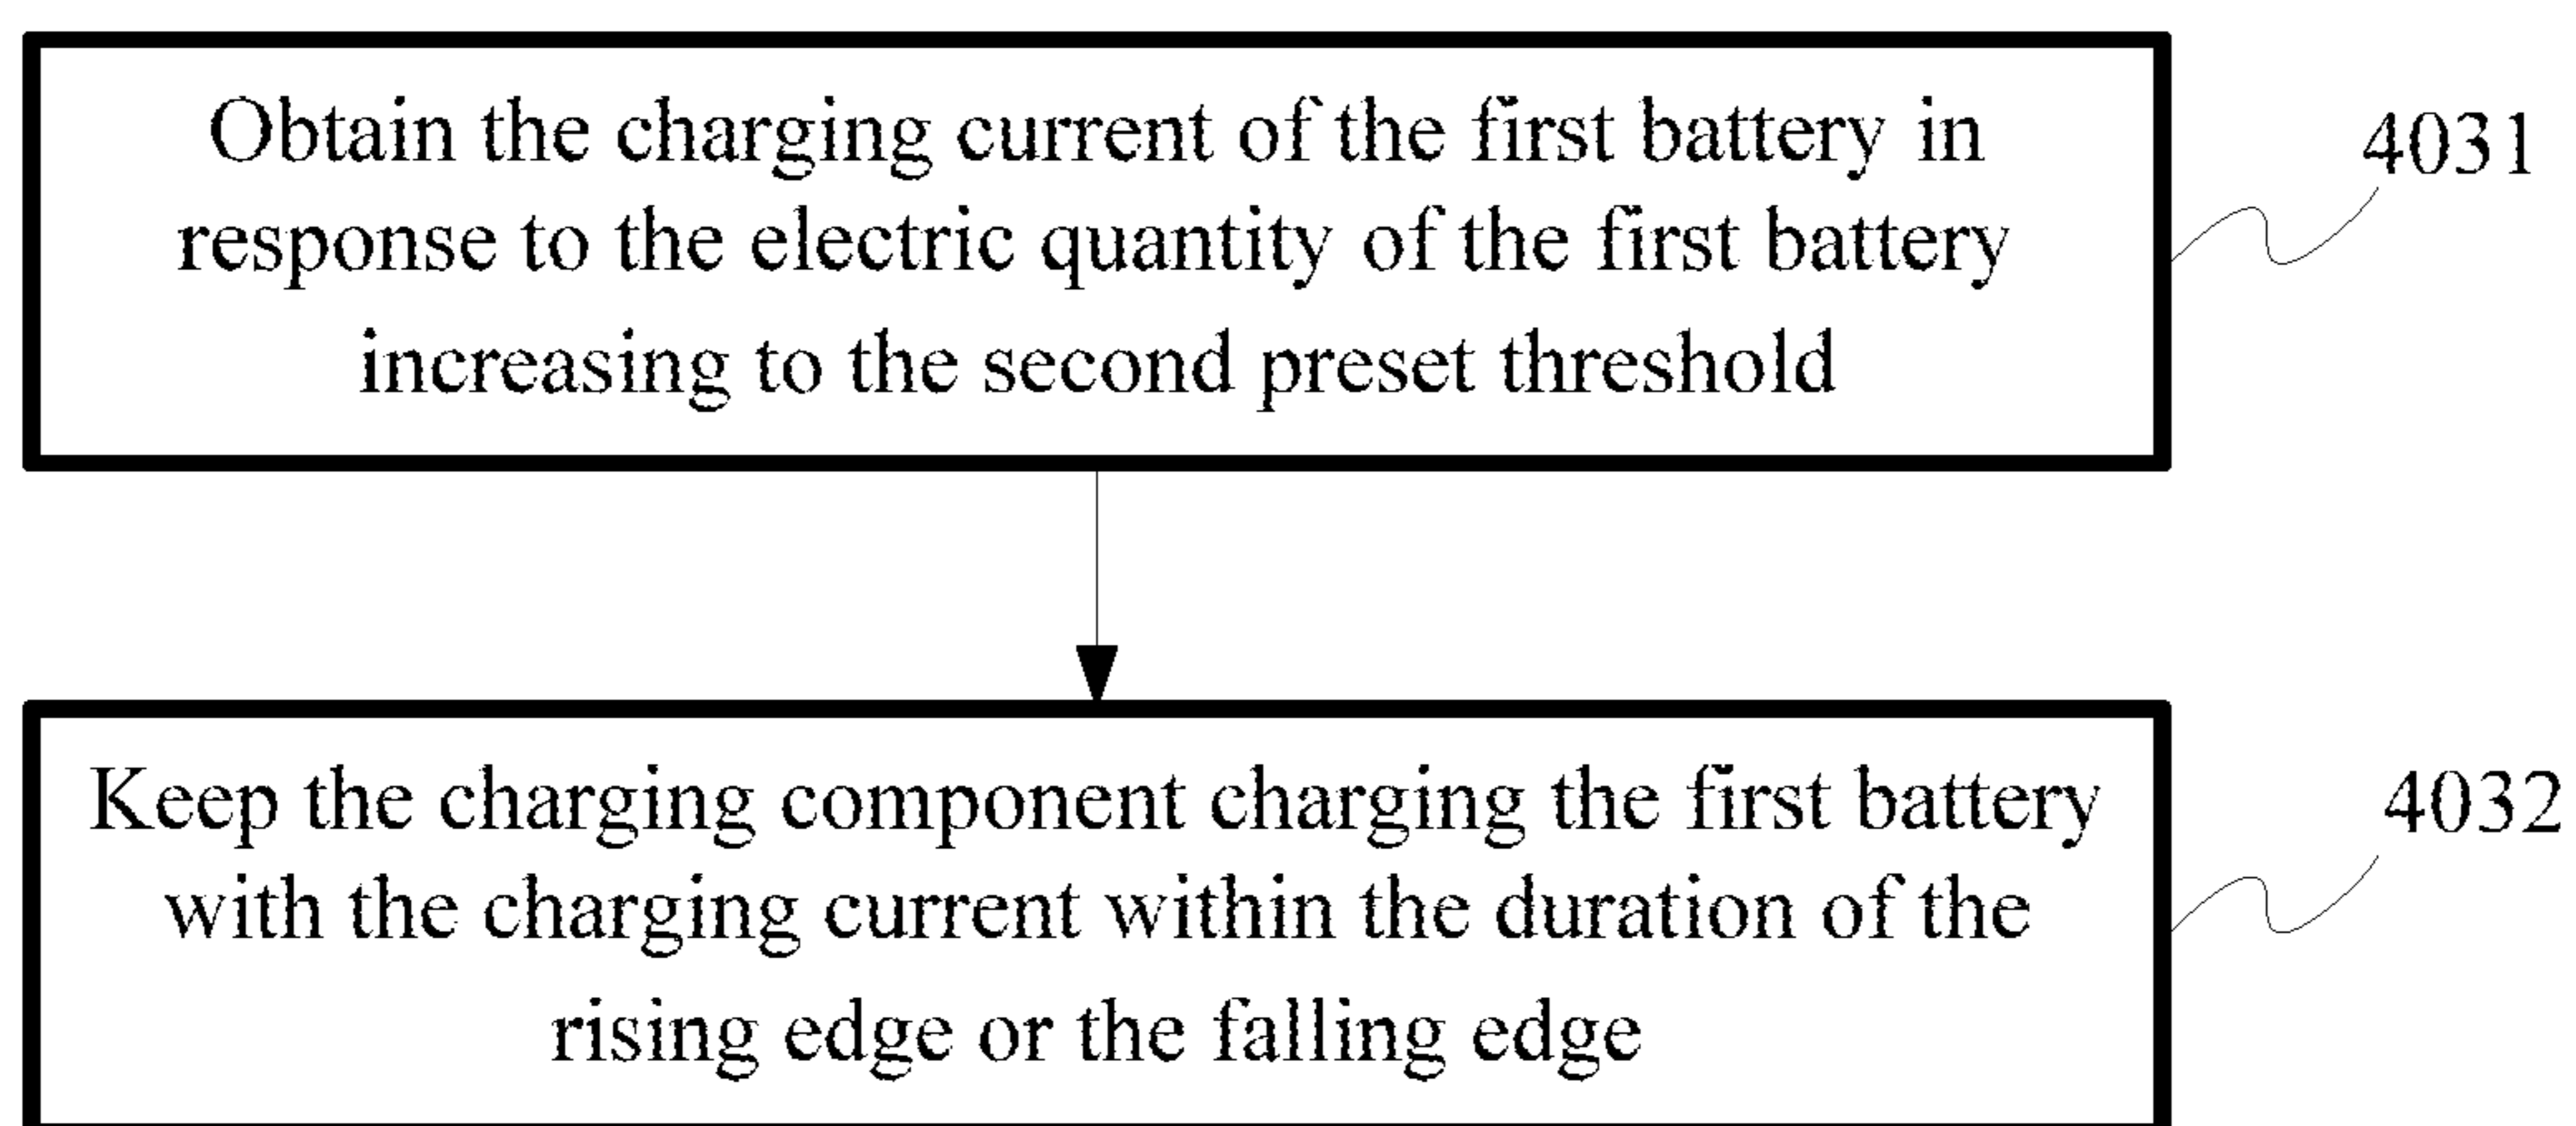 Obtain the charging current of the first battery in
response to the electric quantity of the first battery
increasing to the second preset threshold
4031
Keep the charging component charging the first battery
with the charging current within the duration of the
rising edge or the falling edge
4032